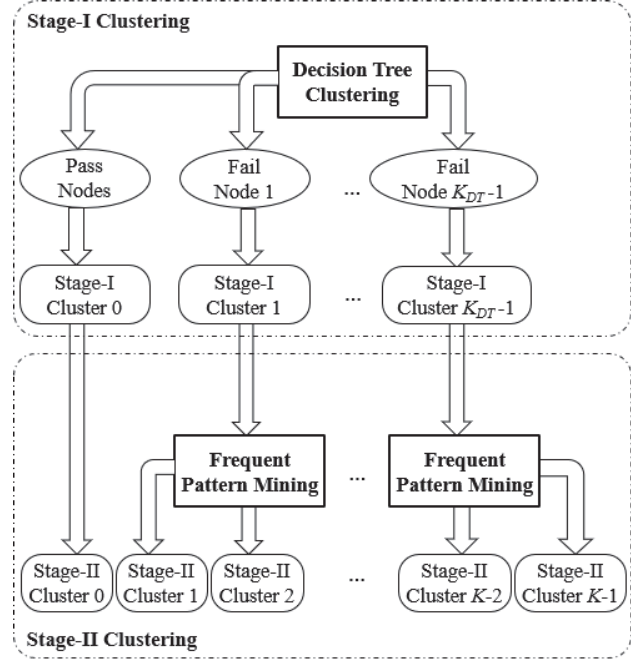 Stage-I Clustering
Decision Tree
Clustering
Pass
Nodes
Fail
Node 1
...
Fail
Node K_DT-1
Stage-I
Cluster 0
Stage-I
Cluster 1
...
Stage-I
Cluster K_DT-1
Frequent
Pattern Mining
...
Frequent
Pattern Mining
Stage-II
Cluster 0
Stage-II
Cluster 1
Stage-II
Cluster 2
...
Stage-II
Cluster K-2
Stage-II
Cluster K-1
Stage-II Clustering